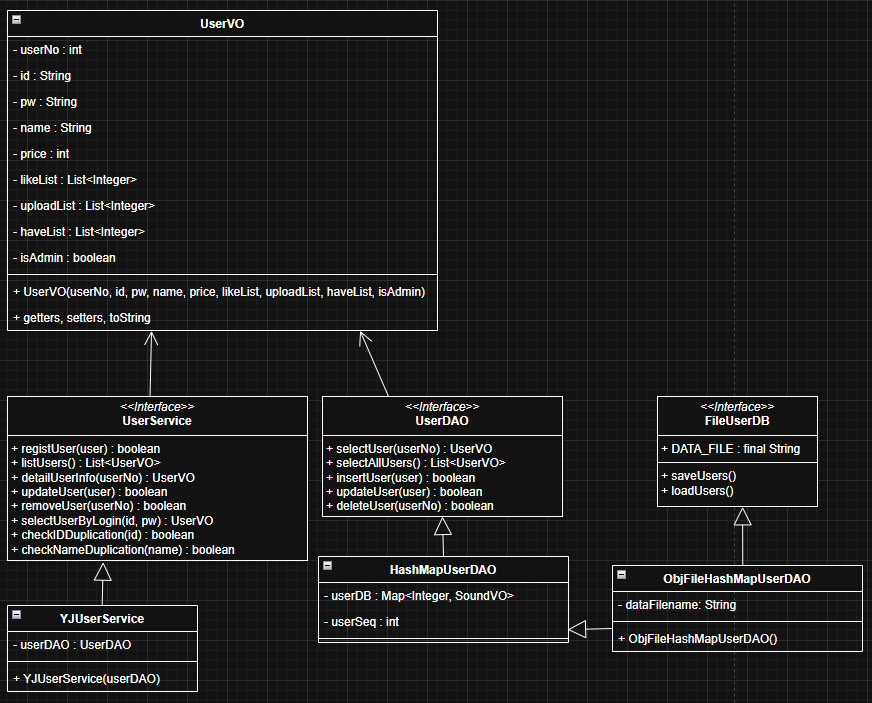 UserVO
- userNo : int
- id : String
- pw : String
- name : String
- price : int
- likeList : List<Integer>
- uploadList : List<Integer>
- haveList : List<Integer>
- isAdmin : boolean
+ UserVO(userNo, id, pw, name, price, likeList, uploadList, haveList, isAdmin)
+ getters, setters, toString
<<Interface>>
UserService
+ registUser(user) : boolean
+ listUsers() : List<UserVO>
+ detailUserInfo(userNo) : UserVO
+ updateUser(user) : boolean
+ removeUser(userNo) : boolean
+ selectUserByLogin(id, pw) : UserVO
+ checkIDDuplication(id) : boolean
+ checkNameDuplication(name) : boolean
<<Interface>>
UserDAO
+ selectUser(userNo) : UserVO
+ selectAllUsers() : List<UserVO>
+ insertUser(user) : boolean
+ updateUser(user) : boolean
+ deleteUser(userNo) : boolean
<<Interface>>
FileUserDB
+ DATA_FILE : final String
+ saveUsers()
+ loadUsers()
YJUserService
- userDAO : UserDAO
+ YJUserService(userDAO)
HashMapUserDAO
- userDB : Map<Integer, SoundVO>
- userSeq : int
ObjFileHashMapUserDAO
- dataFilename: String
+ ObjFileHashMapUserDAO()